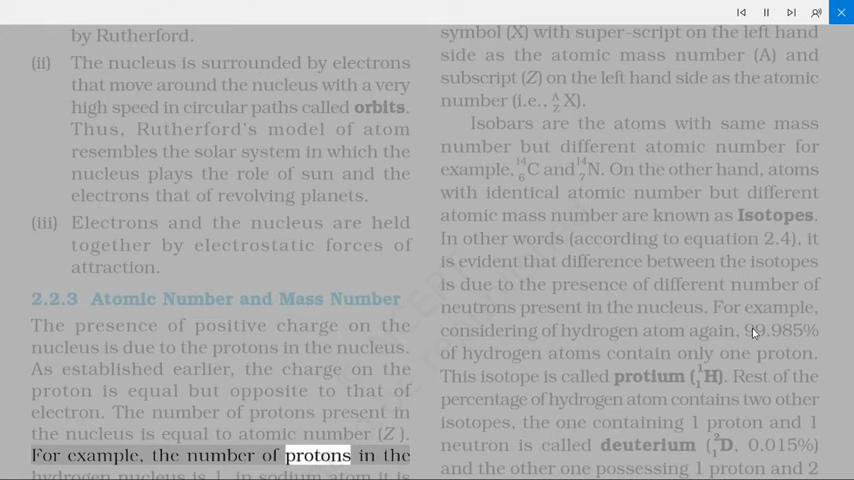 by Rutherford.
(ii) The nucleus is surrounded by electrons
that move around the nucleus with a very
high speed in circular paths called orbits.
Thus, Rutherford's model of atom
resembles the solar system in which the
nucleus plays the role of sun and the
electrons that of revolving planets.
(iii) Electrons and the nucleus are held
together by electrostatic forces of
attraction.
2.2.3 Atomic Number and Mass Number
The presence of positive charge on the
nucleus is due to the protons in the nucleus.
As established earlier, the charge on the
proton is equal but opposite to that of
electron. The number of protons present in
the nucleus is equal to atomic number (Z ).
For example, the number of protons in the
hydrogen nucleus is 1, in sodium atom it is
symbol (X) with super-script on the left hand
side as the atomic mass number (A) and
subscript (Z) on the left hand side as the atomic
number (i.e., ᴬ_Z X).
Isobars are the atoms with same mass
number but different atomic number for
example, ¹⁴₆C and ¹⁴₇N. On the other hand, atoms
with identical atomic number but different
atomic mass number are known as Isotopes.
In other words (according to equation 2.4), it
is evident that difference between the isotopes
is due to the presence of different number of
neutrons present in the nucleus. For example,
considering of hydrogen atom again, 99.985%
of hydrogen atoms contain only one proton.
This isotope is called protium (¹₁H). Rest of the
percentage of hydrogen atom contains two other
isotopes, the one containing 1 proton and 1
neutron is called deuterium (²₁D, 0.015%)
and the other one possessing 1 proton and 2